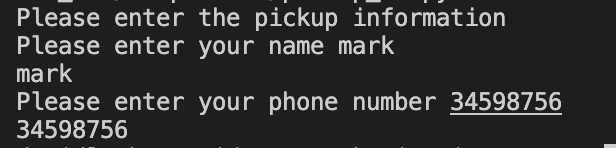 Please enter the pickup information
Please enter your name mark
mark
Please enter your phone number 34598756
34598756